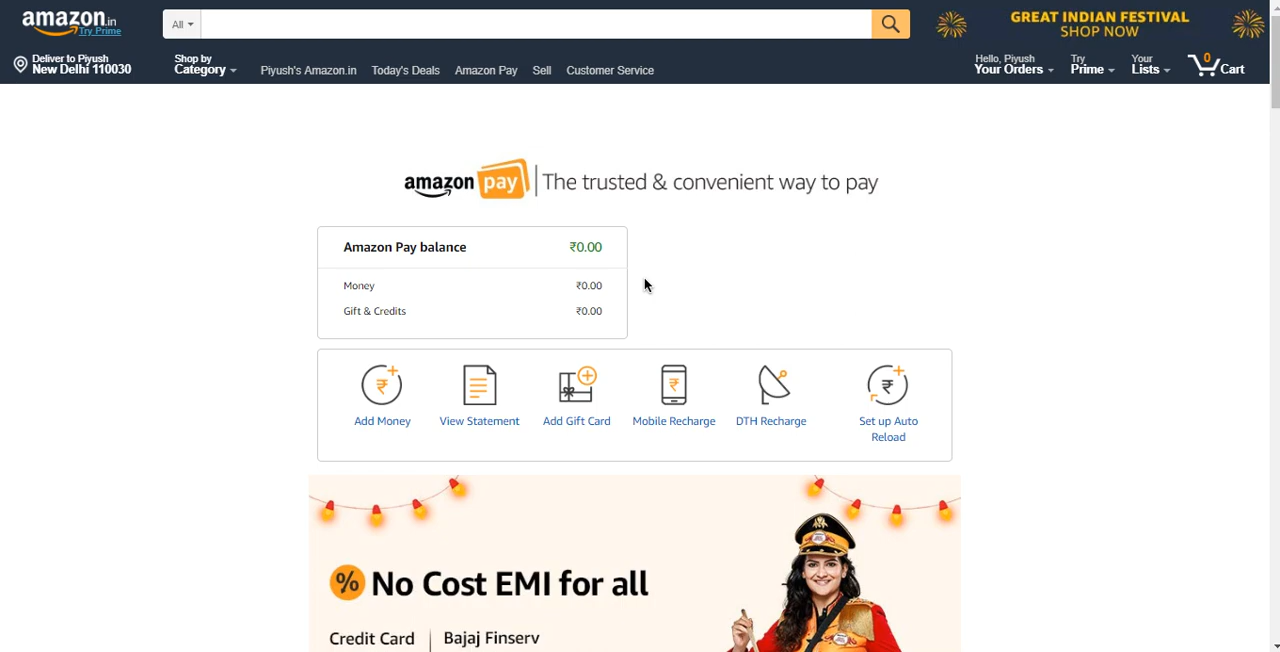 amazon.in
Try Prime
All
GREAT INDIAN FESTIVAL
SHOP NOW
Deliver to Piyush
New Delhi 110030
Shop by
Category
Piyush's Amazon.in
Today's Deals
Amazon Pay
Sell
Customer Service
Hello, Piyush
Your Orders
Try
Prime
Your
Lists
0
Cart
amazon pay | The trusted & convenient way to pay
Amazon Pay balance ₹0.00
Money ₹0.00
Gift & Credits ₹0.00
Add Money
View Statement
Add Gift Card
Mobile Recharge
DTH Recharge
Set up Auto
Reload
% No Cost EMI for all
Credit Card | Bajaj Finserv